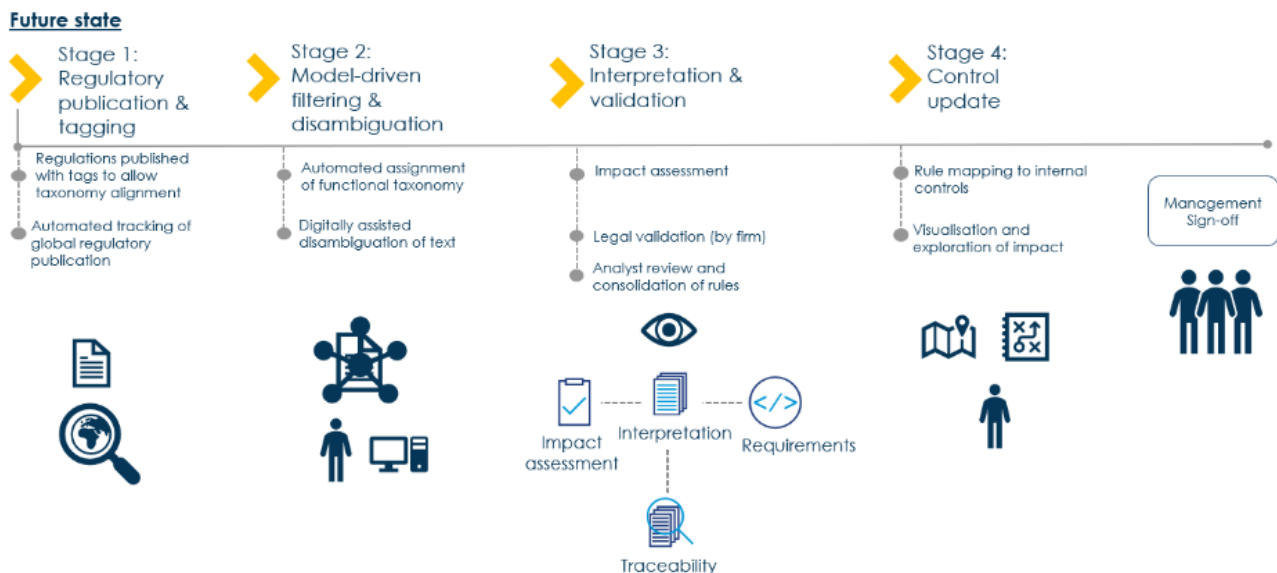 Future state
Stage 1:
Regulatory
publication &
tagging
Stage 2:
Model-driven
filtering &
disambiguation
Stage 3:
Interpretation &
validation
Stage 4:
Control
update
Regulations published
with tags to allow
taxonomy alignment
Automated tracking of
global regulatory
publication
Automated assignment
of functional taxonomy
Digitally assisted
disambiguation of text
Impact assessment
Legal validation (by firm)
Analyst review and
consolidation of rules
Rule mapping to internal
controls
Visualisation and
exploration of impact
Management
Sign-off
</>
Impact
assessment
Interpretation
Requirements
Traceability